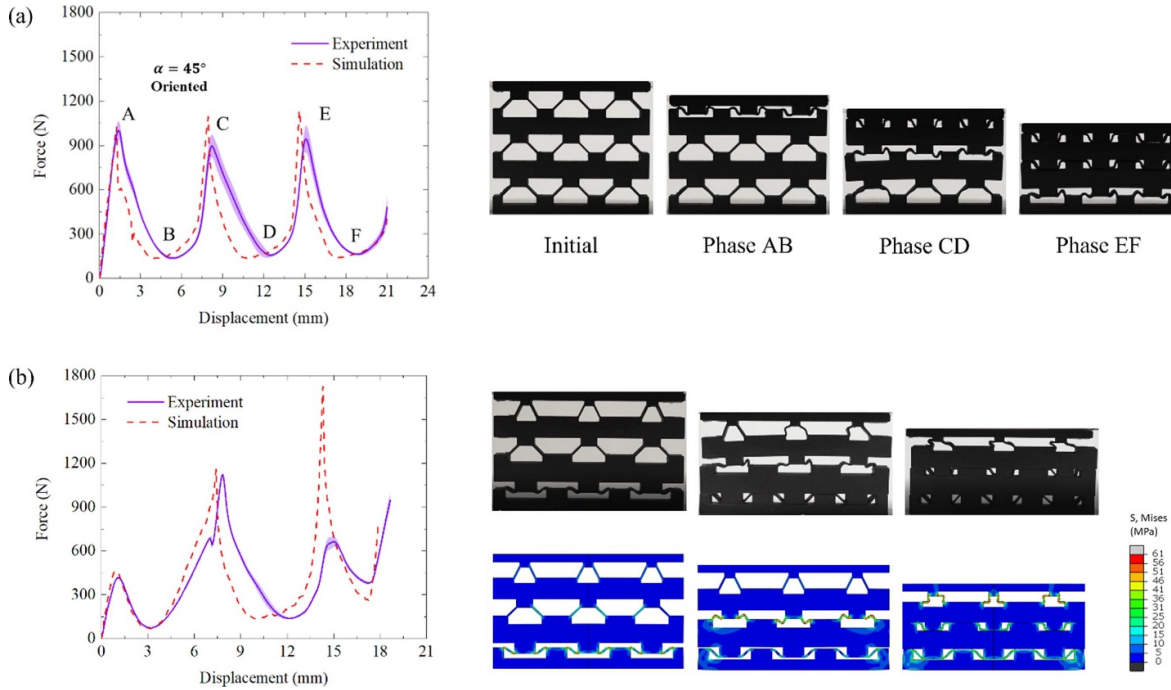 (a)
1800
1500
1200
900
600
300
0
Force (N)
0 3 6 9 12 15 18 21 24
Displacement (mm)
Experiment
Simulation
α = 45°
Oriented
A
B
C
D
E
F
Initial
Phase AB
Phase CD
Phase EF
(b)
1800
1500
1200
900
600
300
0
Force (N)
0 3 6 9 12 15 18 21
Displacement (mm)
Experiment
Simulation
S, Mises
(MPa)
61
56
51
46
41
36
31
26
20
15
10
5
0